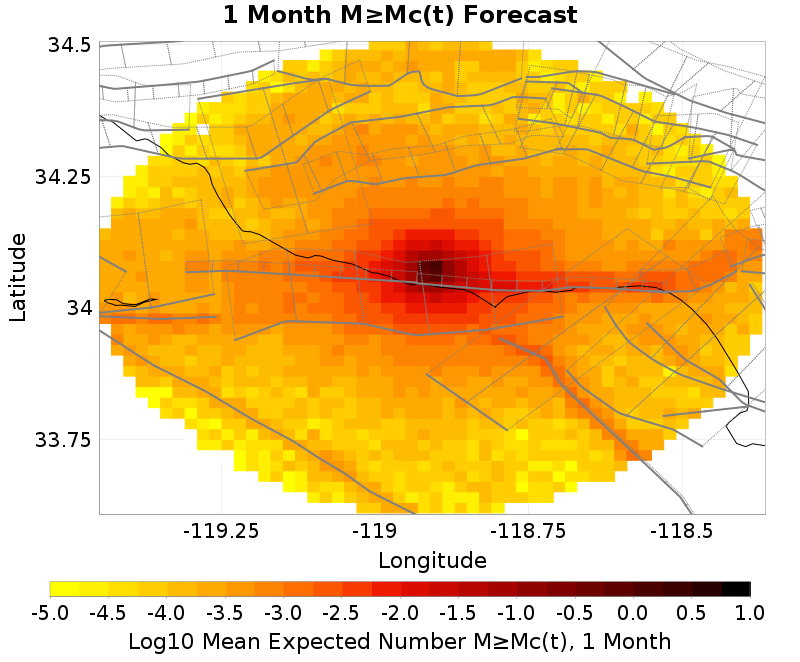 1 Month M≥Mc(t) Forecast
34.5
34.25
34
33.75
Latitude
-119.25 -119 -118.75 -118.5
Longitude
-5.0 -4.5 -4.0 -3.5 -3.0 -2.5 -2.0 -1.5 -1.0 -0.5 0.0 0.5 1.0
Log10 Mean Expected Number M≥Mc(t), 1 Month